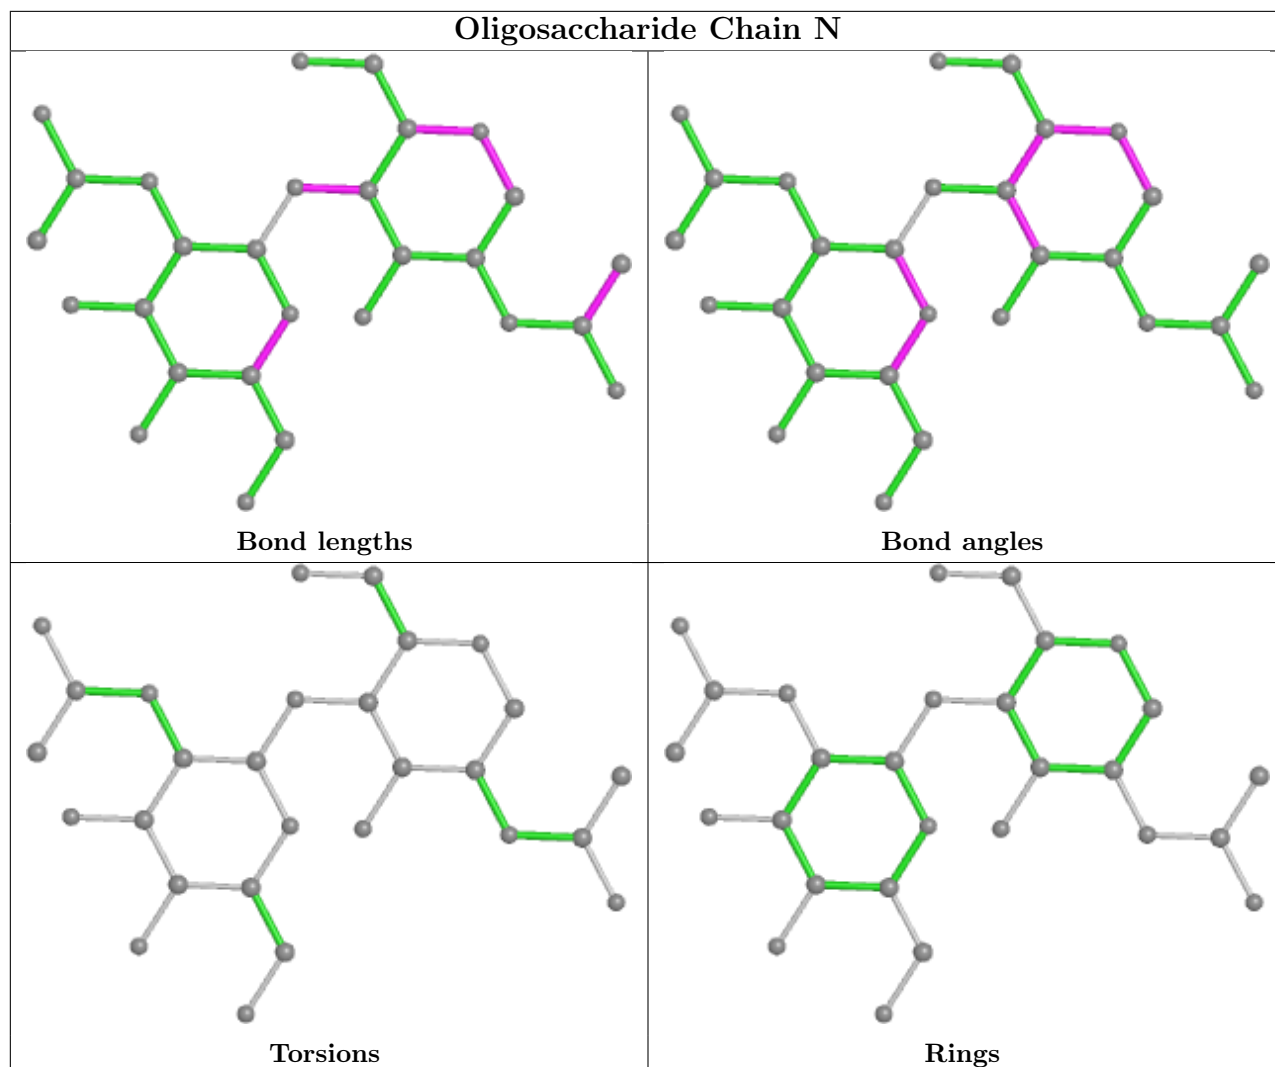 Oligosaccharide Chain N
Bond lengths
Bond angles
Torsions
Rings